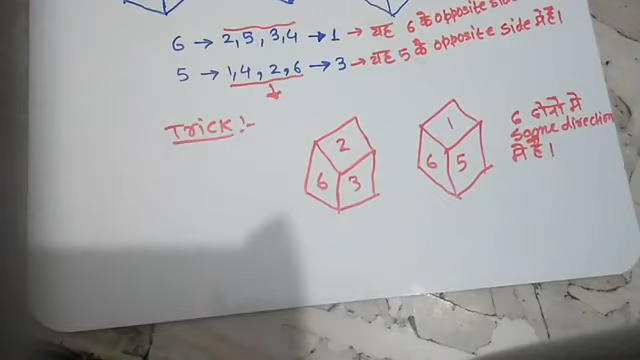 6 → 2,5,3,4 → 1 → यह 6 के opposite side
5 → 1,4,2,6 → 3 → यह 5 के opposite side में है।
Trick :-
2
6 3
1
6 5
6 दोनो में
same direction
में है।